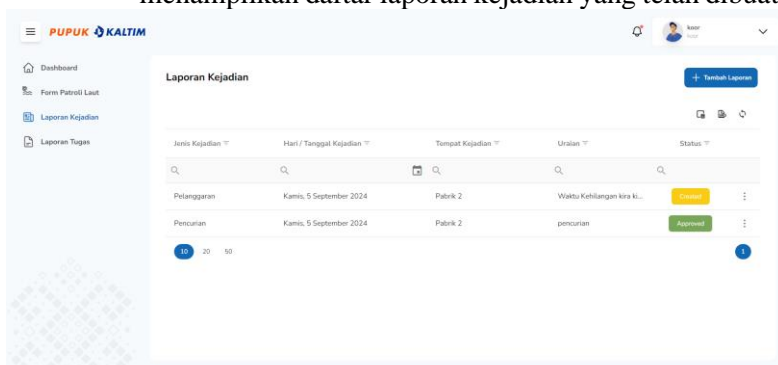 menampilkan daftar laporan kejadian yang telah dibuat
PUPUK KALTIM
koor
Dashboard
Form Patroli Laut
Laporan Kejadian
Laporan Tugas
Laporan Kejadian
+ Tambah Laporan
Jenis Kejadian Hari / Tanggal Kejadian Tempat Kejadian Uraian Status
Pelanggaran Kamis, 5 September 2024 Pabrik 2 Waktu Kehilangan kira ki... Created
Pencurian Kamis, 5 September 2024 Pabrik 2 pencurian Approved
10 20 50 1